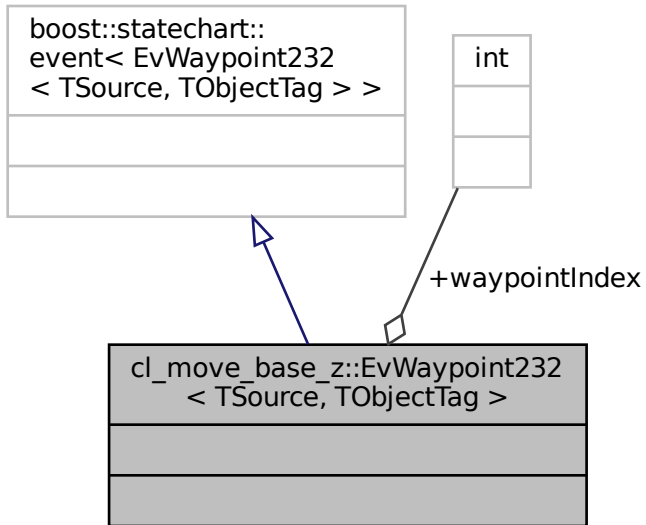 boost::statechart::
event< EvWaypoint232
< TSource, TObjectTag > >
int
+waypointIndex
cl_move_base_z::EvWaypoint232
< TSource, TObjectTag >